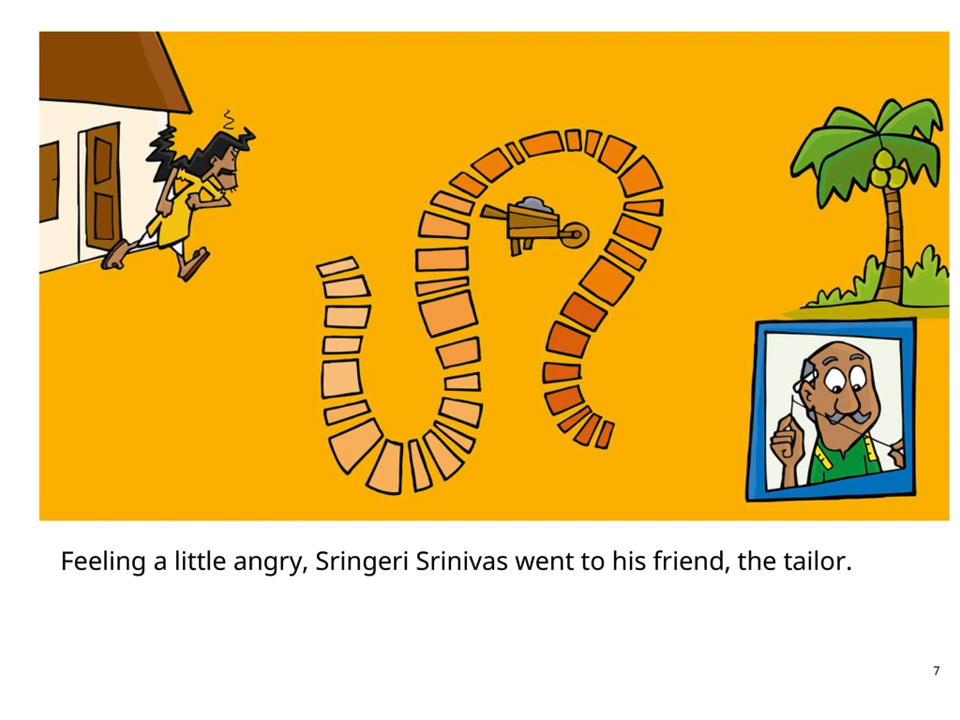 Feeling a little angry, Sringeri Srinivas went to his friend, the tailor.
7